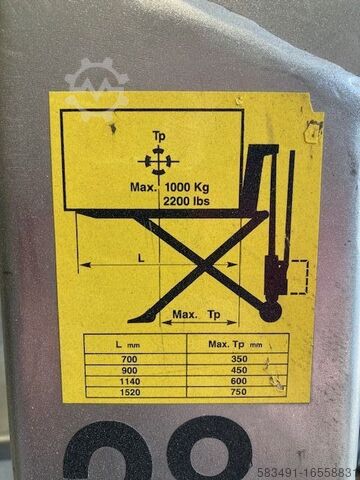 Tp
Max. 1000 Kg
2200 lbs
L
Max. Tp
L mm Max. Tp mm
700 350
900 450
1140 600
1520 750
583491-16558831